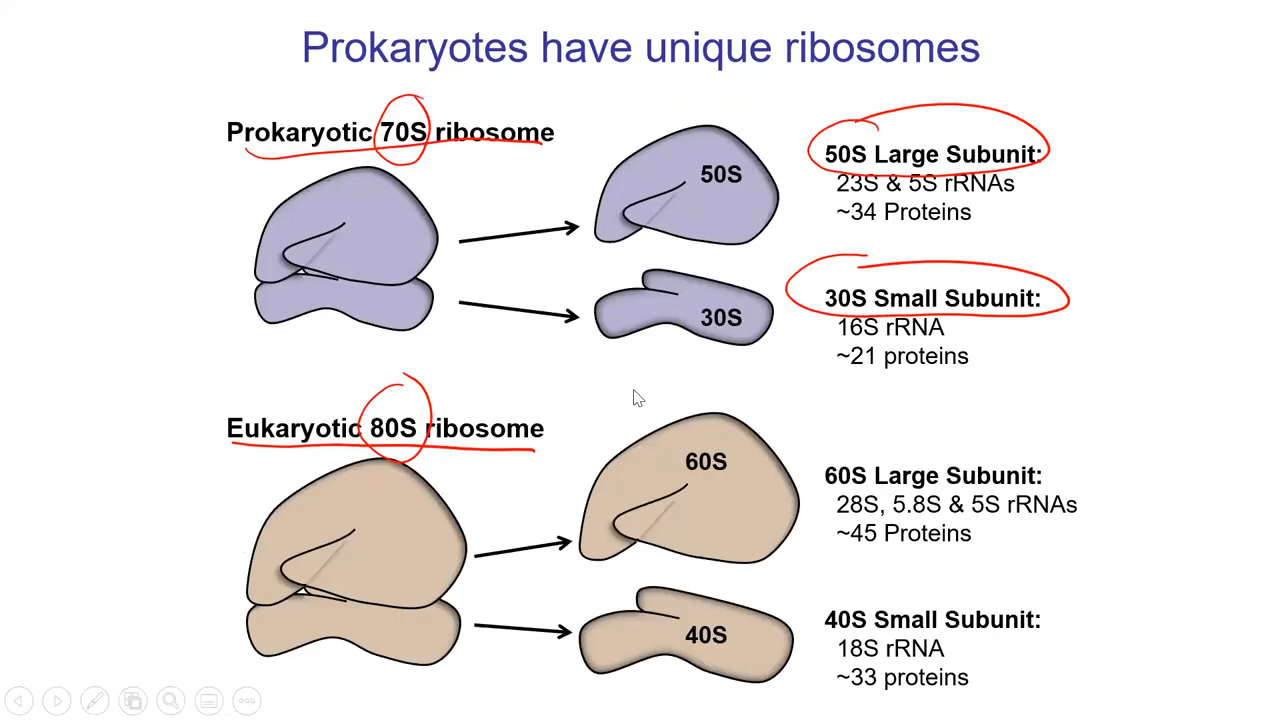 Prokaryotes have unique ribosomes
Prokaryotic 70S ribosome
50S
50S Large Subunit:
23S & 5S rRNAs
~34 Proteins
30S
30S Small Subunit:
16S rRNA
~21 proteins
Eukaryotic 80S ribosome
60S
60S Large Subunit:
28S, 5.8S & 5S rRNAs
~45 Proteins
40S
40S Small Subunit:
18S rRNA
~33 proteins